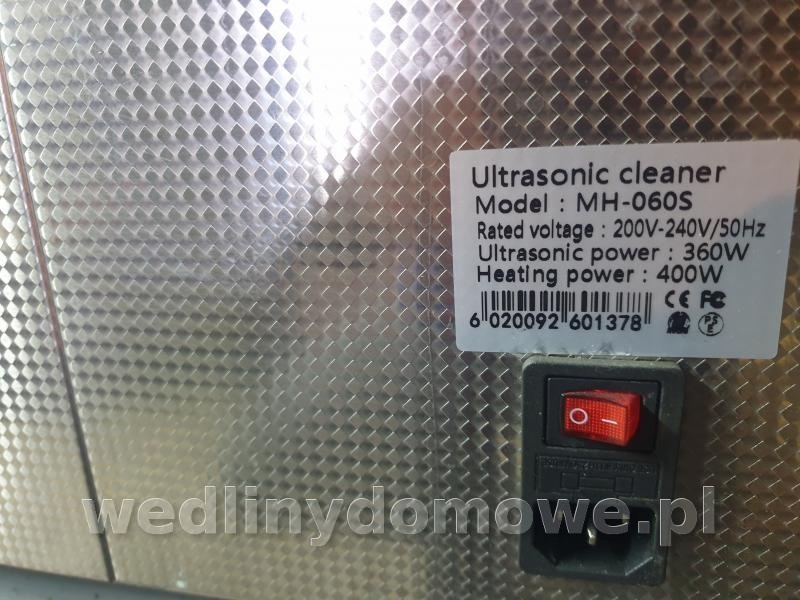 Ultrasonic cleaner
Model : MH-060S
Rated voltage : 200V-240V/50Hz
Ultrasonic power : 360W
Heating power : 400W
CE FC
6 020092 601378
O I
wedlinydomowe.pl